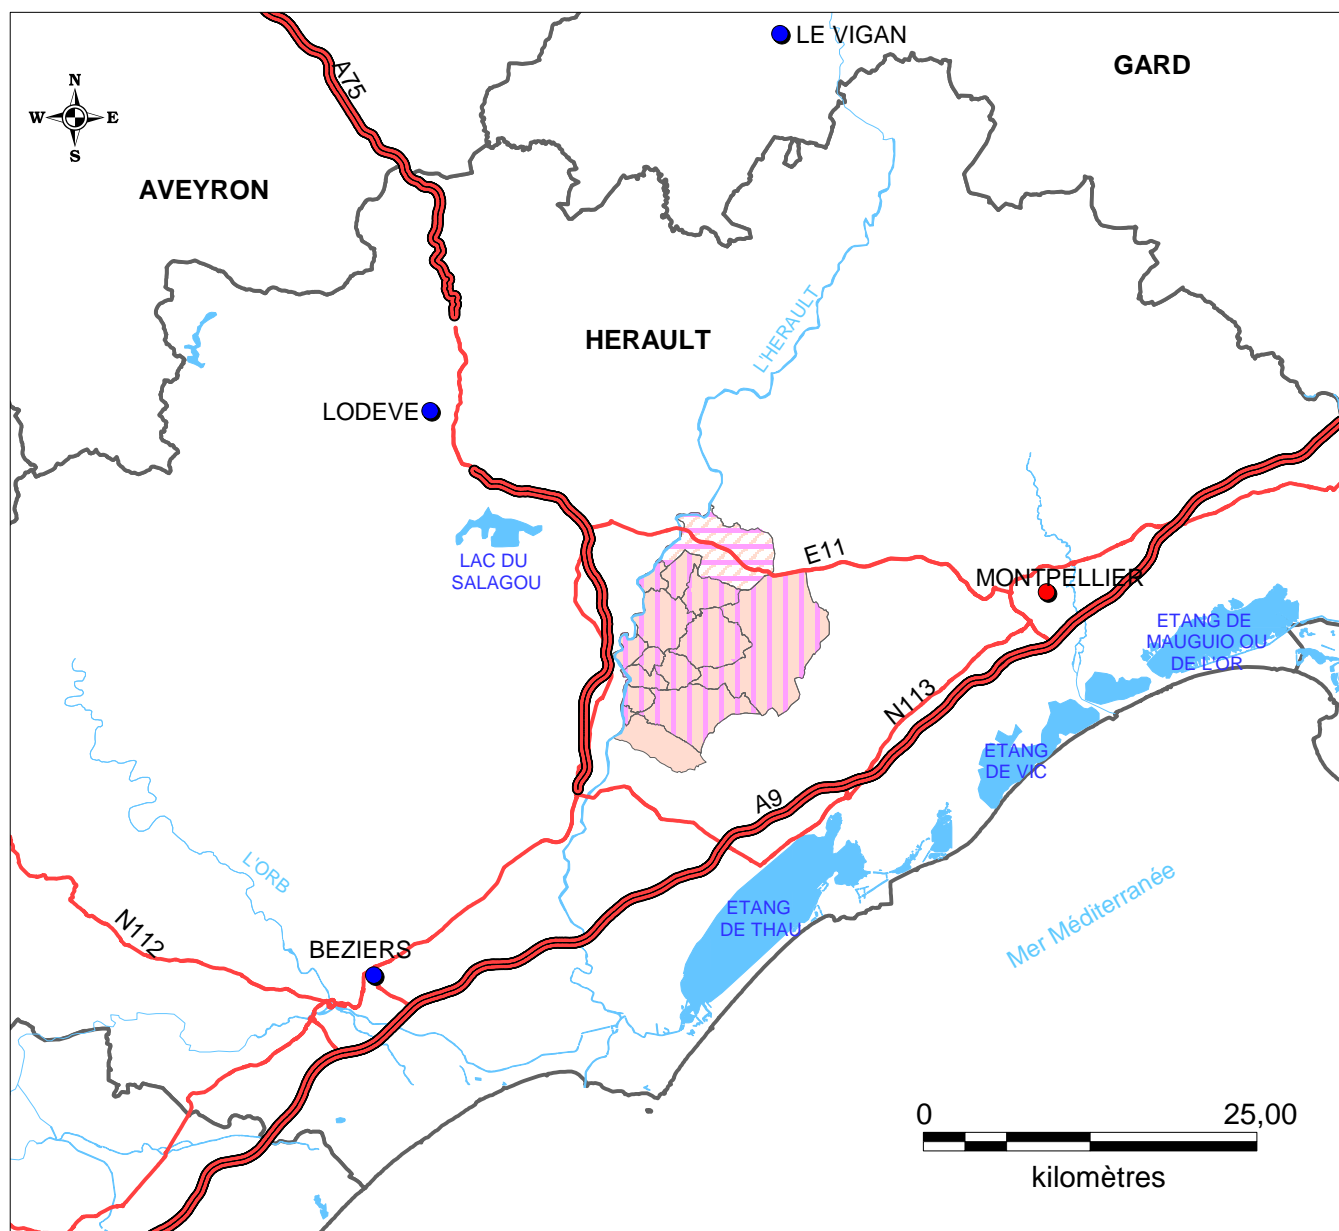 LE VIGAN
GARD
A75
N
W E
S
AVEYRON
L'HERAULT
HERAULT
LODEVE
E11
LAC DU
SALAGOU
MONTPELLIER
ETANG DE
MAUGUIO OU
DE L'OR
N113
ETANG
DE VIC
A9
L'ORB
Mer Méditerranée
ETANG
DE THAU
N112
BEZIERS
0 25,00
kilomètres